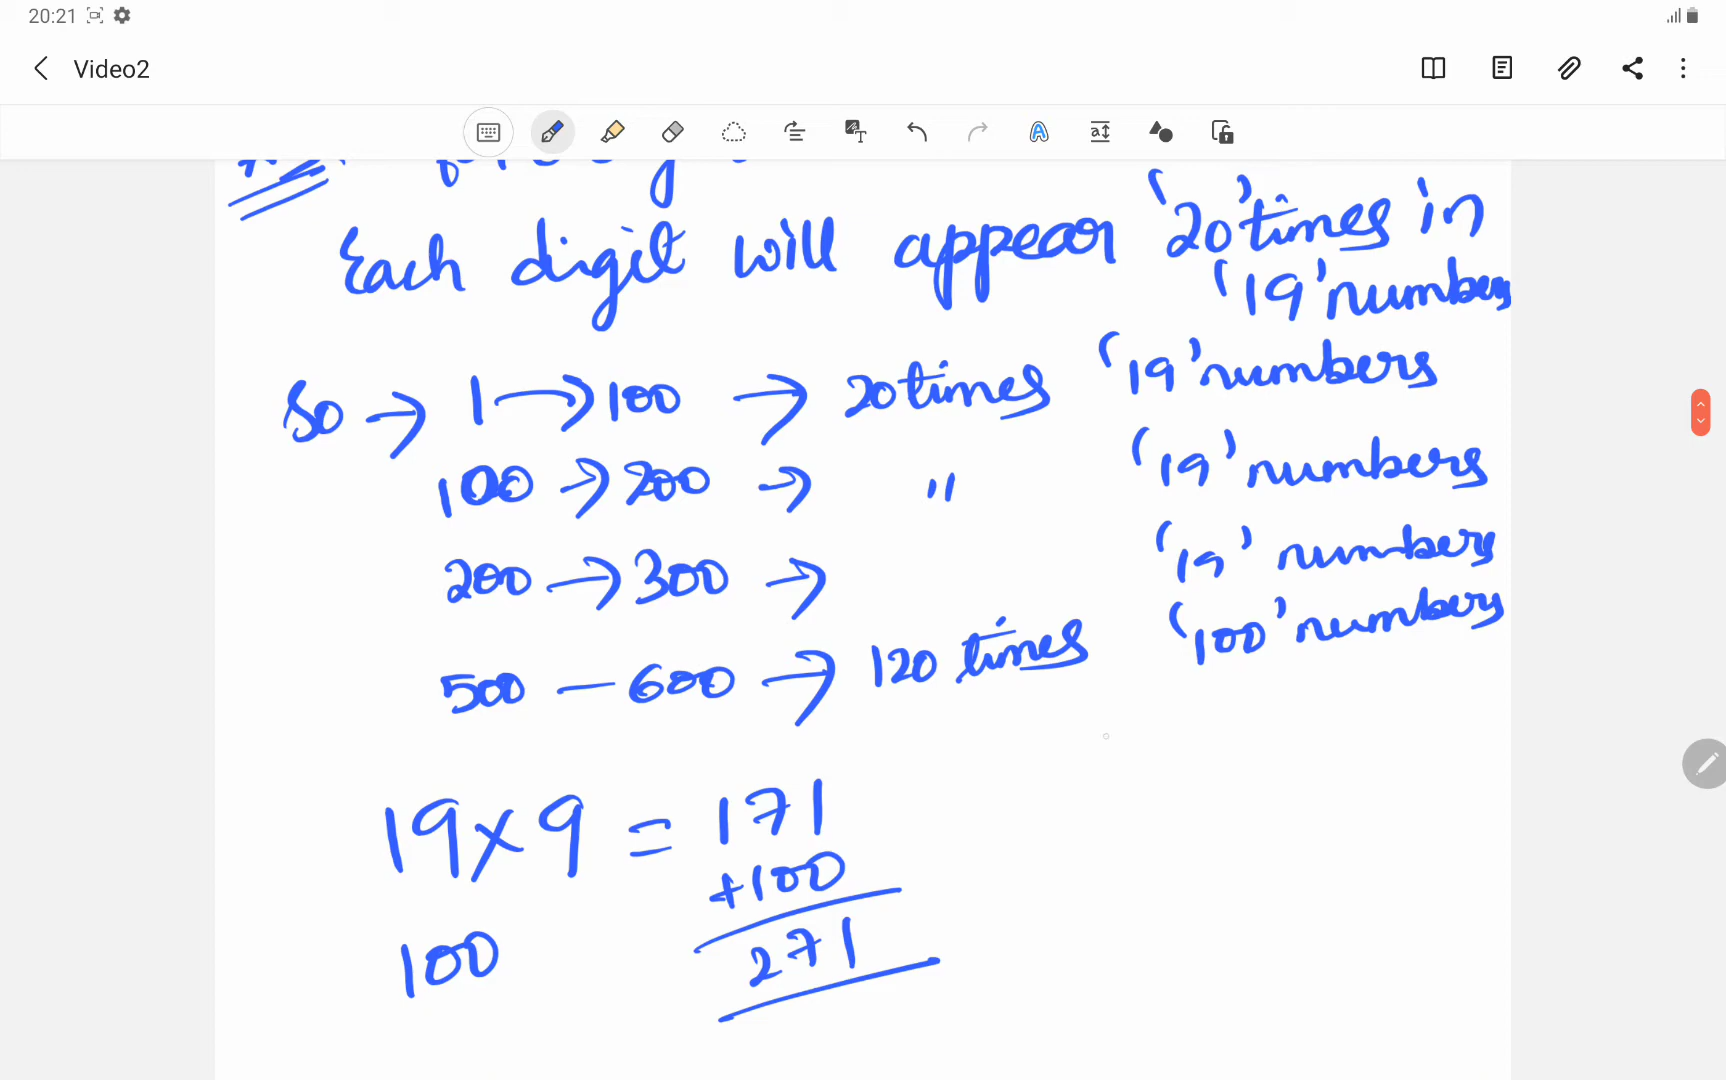 20:21
Video2
Each digit will appear '20' times in
'19' numbers
So → 1 → 100 → 20 times '19' numbers
100 → 200 → " '19' numbers
200 → 300 → '19' numbers
500 — 600 → 120 times '100' numbers
19 x 9 = 171
+100
100
271